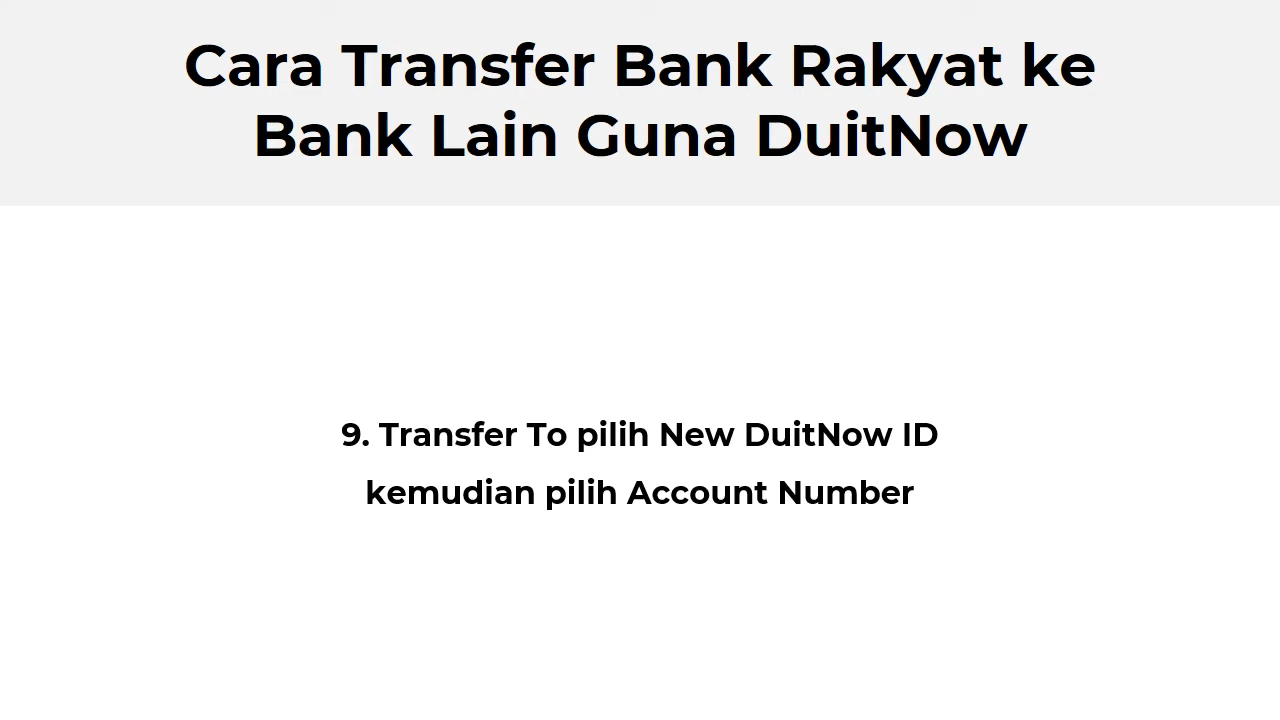 Cara Transfer Bank Rakyat ke
Bank Lain Guna DuitNow
9. Transfer To pilih New DuitNow ID
kemudian pilih Account Number